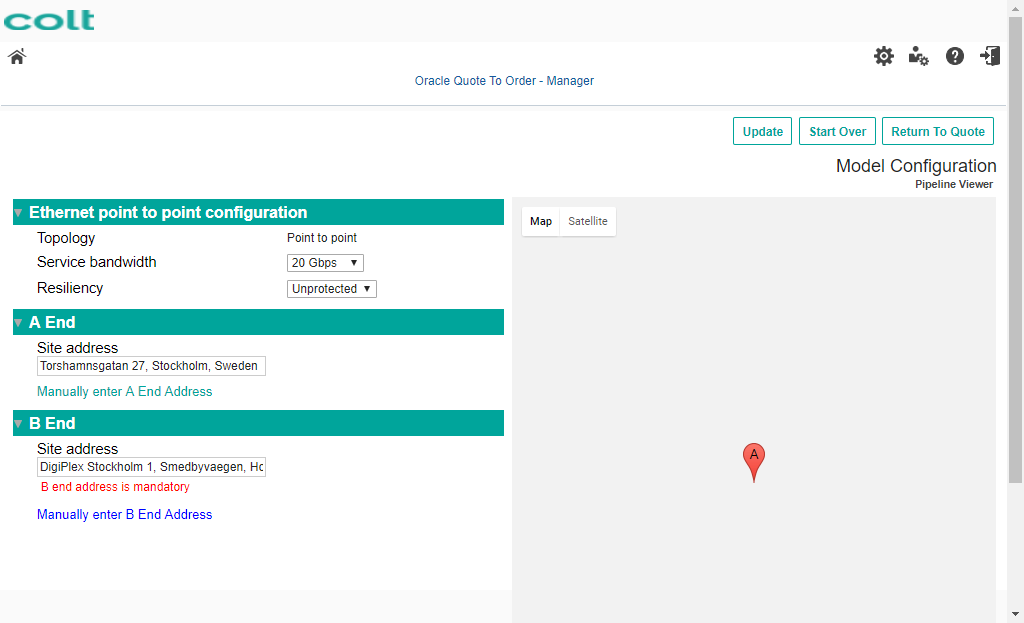 colt
Oracle Quote To Order - Manager
Update
Start Over
Return To Quote
Model Configuration
Pipeline Viewer
Ethernet point to point configuration
Topology Point to point
Service bandwidth 20 Gbps
Resiliency Unprotected
A End
Site address
Torshamnsgatan 27, Stockholm, Sweden
Manually enter A End Address
B End
Site address
DigiPlex Stockholm 1, Smedbyvaegen, Ho
B end address is mandatory
Manually enter B End Address
Map
Satellite
A